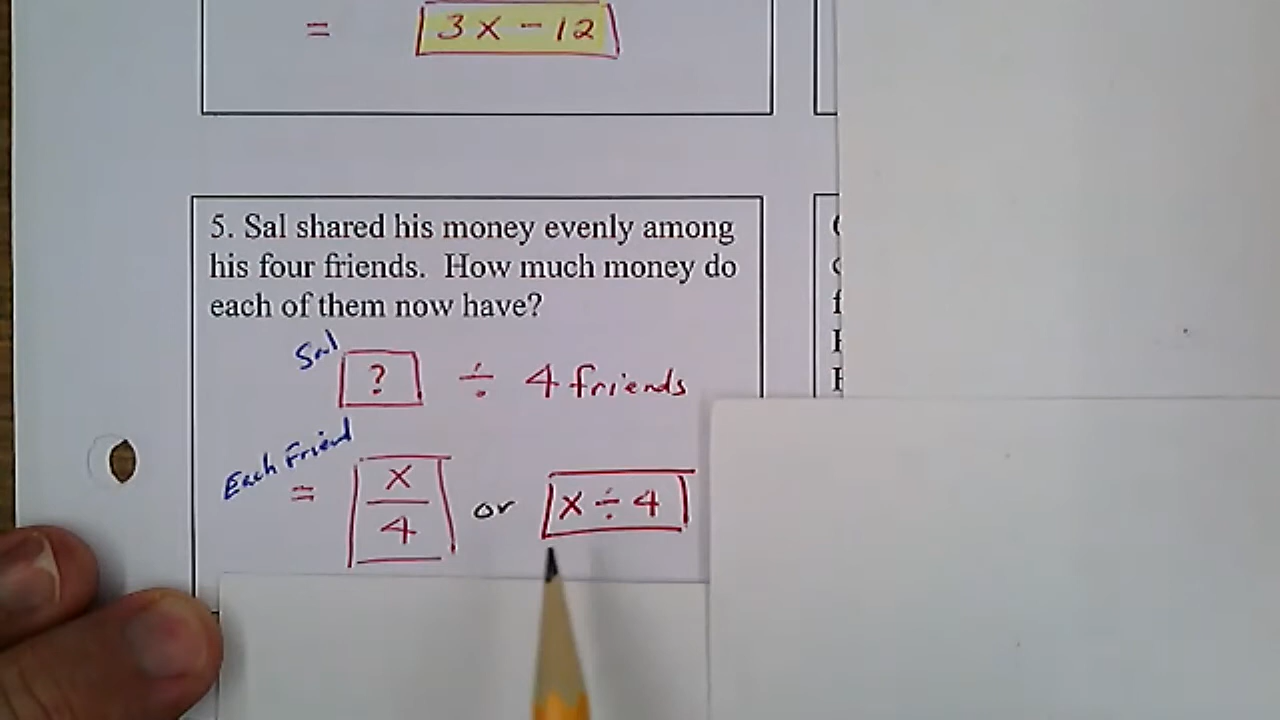 = 3x - 12
5. Sal shared his money evenly among
his four friends. How much money do
each of them now have?
Sal
? ÷ 4 friends
Each Friend
= x/4 or x ÷ 4